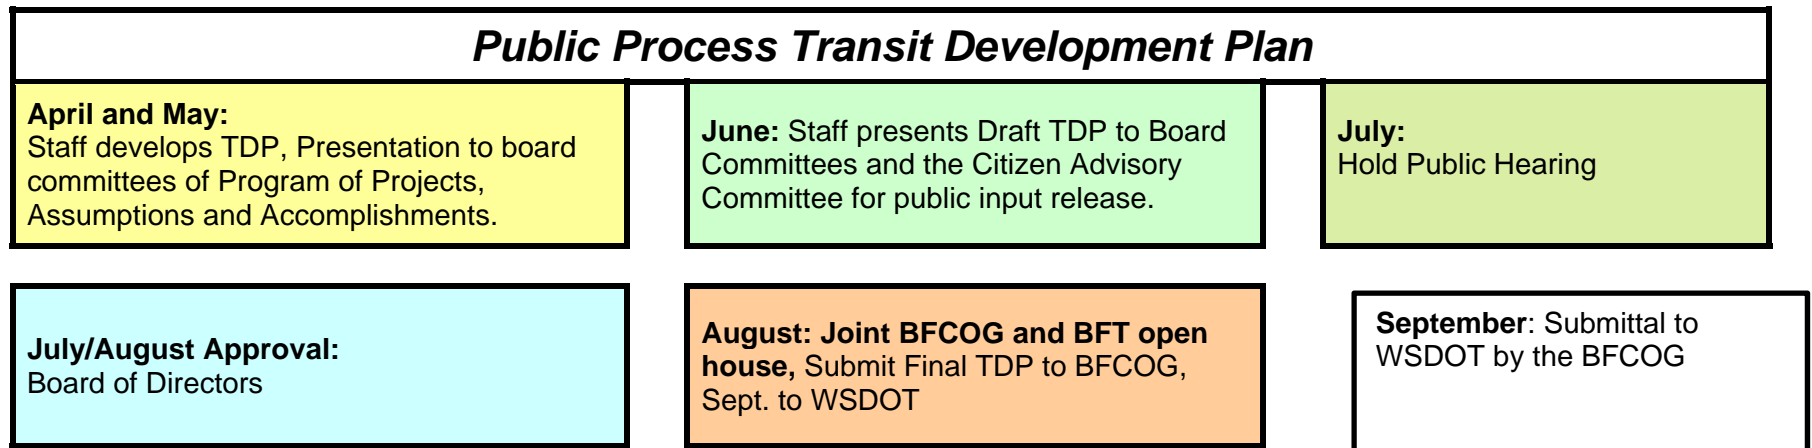 Public Process Transit Development Plan
April and May:
Staff develops TDP, Presentation to board
committees of Program of Projects,
Assumptions and Accomplishments.
June: Staff presents Draft TDP to Board
Committees and the Citizen Advisory
Committee for public input release.
July:
Hold Public Hearing
July/August Approval:
Board of Directors
August: Joint BFCOG and BFT open
house, Submit Final TDP to BFCOG,
Sept. to WSDOT
September: Submittal to
WSDOT by the BFCOG